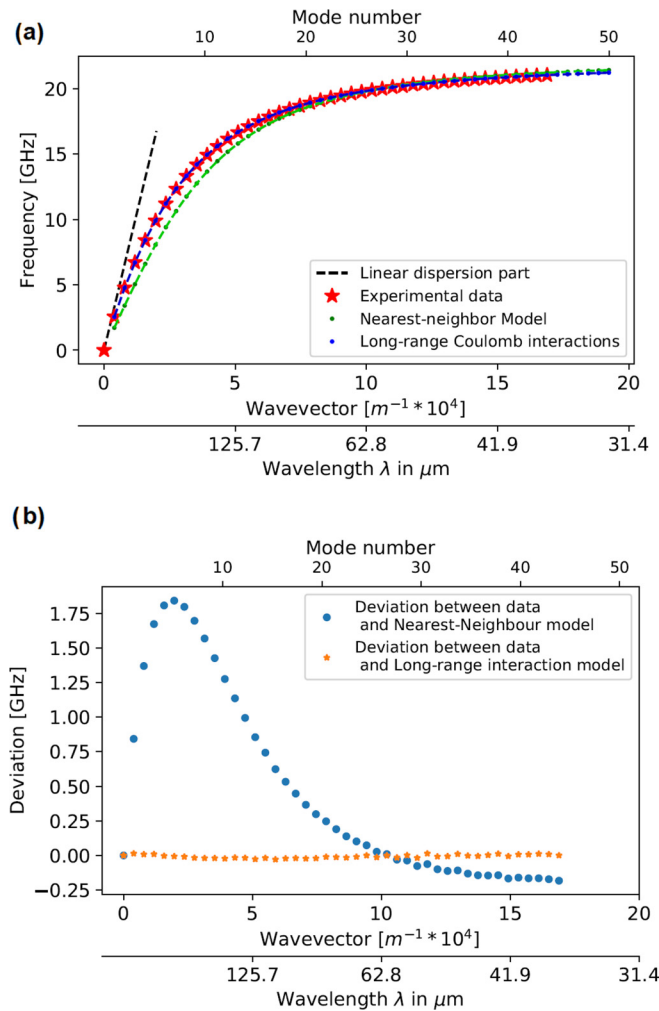 (a)
Mode number
10 20 30 40 50
Frequency [GHz]
20
15
10
5
0
Linear dispersion part
Experimental data
Nearest-neighbor Model
Long-range Coulomb interactions
0 5 10 15 20
Wavevector [m⁻¹ * 10⁴]
125.7 62.8 41.9 31.4
Wavelength λ in μm
(b)
Mode number
10 20 30 40 50
Deviation [GHz]
1.75
1.50
1.25
1.00
0.75
0.50
0.25
0.00
−0.25
Deviation between data
and Nearest-Neighbour model
Deviation between data
and Long-range interaction model
0 5 10 15 20
Wavevector [m⁻¹ * 10⁴]
125.7 62.8 41.9 31.4
Wavelength λ in μm